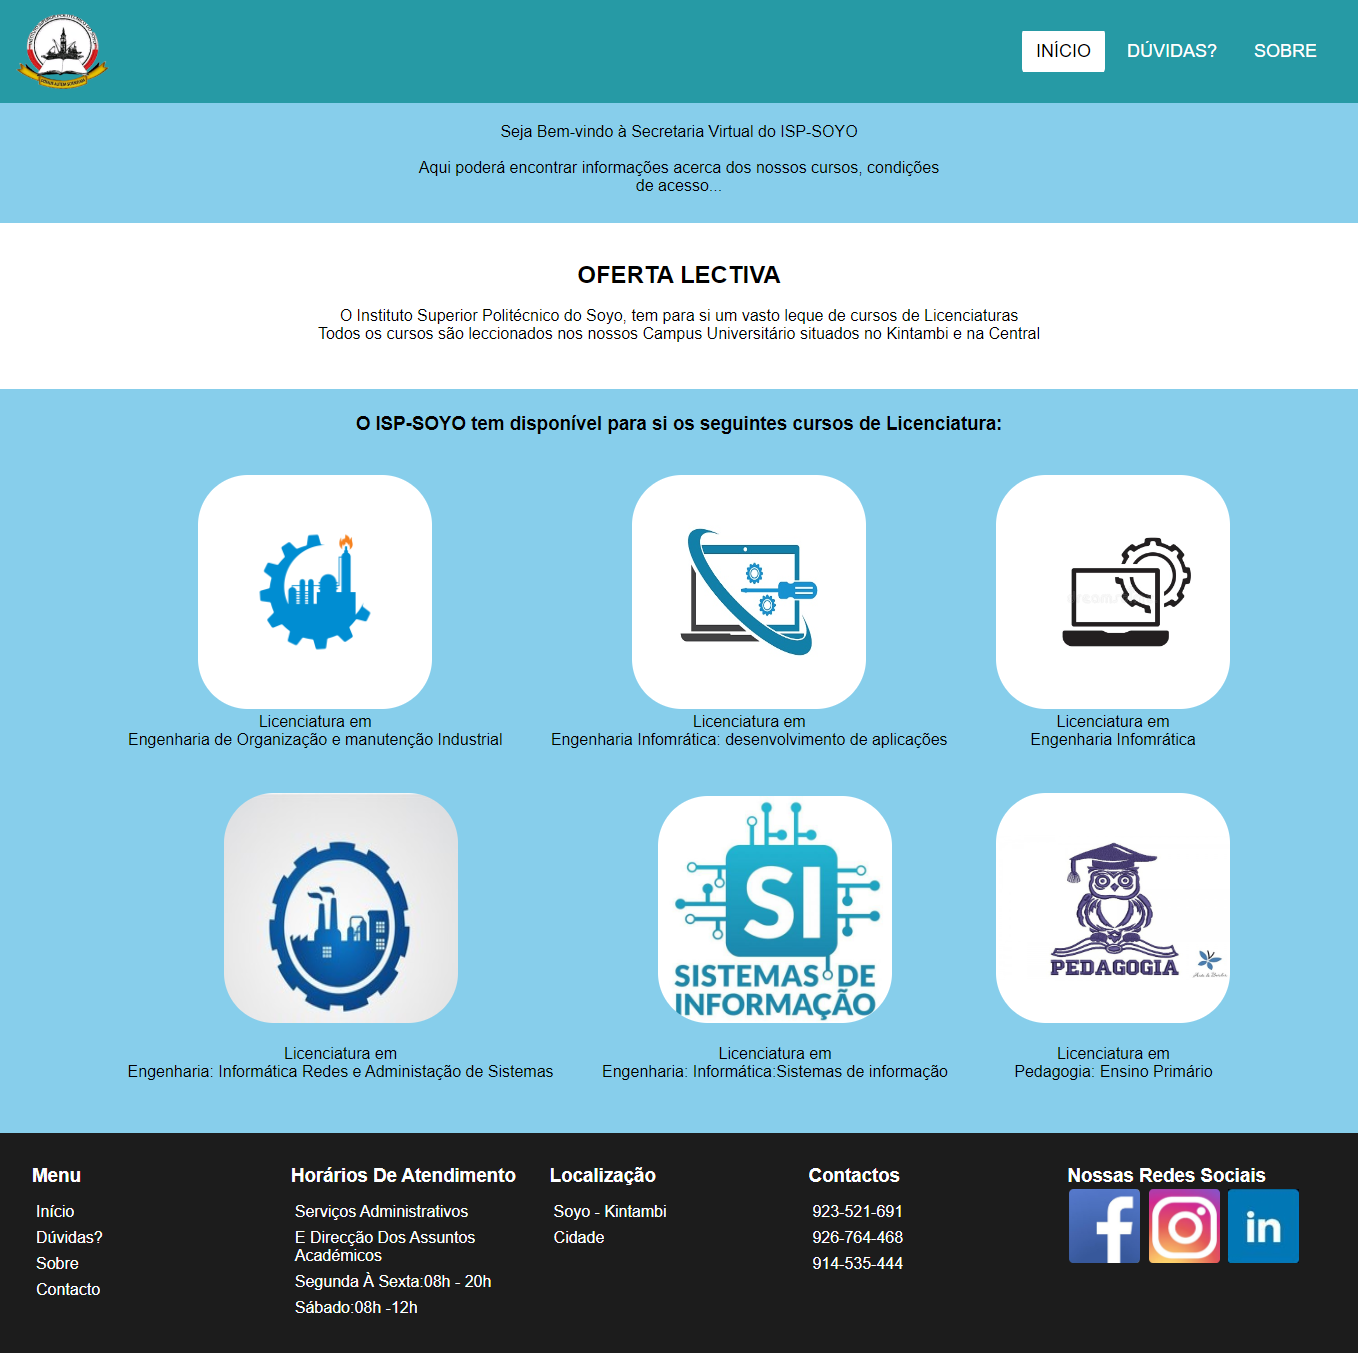 INÍCIO
DÚVIDAS?
SOBRE
Seja Bem-vindo à Secretaria Virtual do ISP-SOYO
Aqui poderá encontrar informações acerca dos nossos cursos, condições
de acesso...
OFERTA LECTIVA
O Instituto Superior Politécnico do Soyo, tem para si um vasto leque de cursos de Licenciaturas
Todos os cursos são leccionados nos nossos Campus Universitário situados no Kintambi e na Central
O ISP-SOYO tem disponível para si os seguintes cursos de Licenciatura:
Licenciatura em
Engenharia de Organização e manutenção Industrial
Licenciatura em
Engenharia Infomrática: desenvolvimento de aplicações
Licenciatura em
Engenharia Infomrática
SI
SISTEMAS DE
INFORMAÇÃO
PEDAGOGIA
Licenciatura em
Engenharia: Informática Redes e Administação de Sistemas
Licenciatura em
Engenharia: Informática:Sistemas de informação
Licenciatura em
Pedagogia: Ensino Primário
Menu
Início
Dúvidas?
Sobre
Contacto
Horários De Atendimento
Serviços Administrativos
E Direcção Dos Assuntos
Académicos
Segunda À Sexta:08h - 20h
Sábado:08h -12h
Localização
Soyo - Kintambi
Cidade
Contactos
923-521-691
926-764-468
914-535-444
Nossas Redes Sociais
f
in